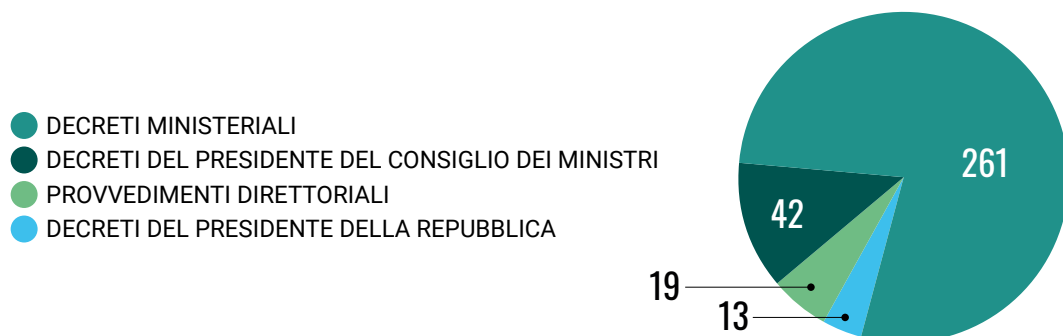 DECRETI MINISTERIALI
DECRETI DEL PRESIDENTE DEL CONSIGLIO DEI MINISTRI
PROVVEDIMENTI DIRETTORIALI
DECRETI DEL PRESIDENTE DELLA REPUBBLICA
261
42
19
13